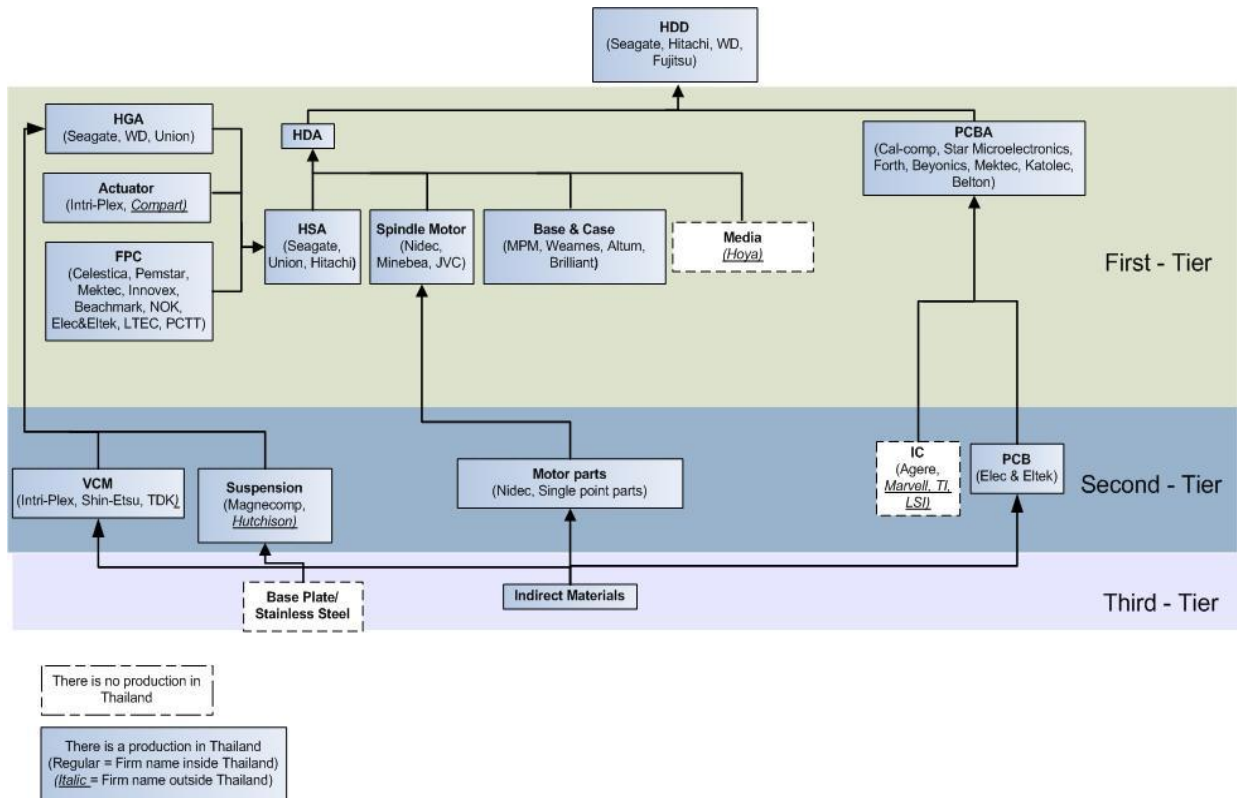 HDD
(Seagate, Hitachi, WD,
Fujitsu)
HGA
(Seagate, WD, Union)
HDA
PCBA
(Cal-comp, Star Microelectronics,
Forth, Beyonics, Mektec, Katolec,
Belton)
Actuator
(Intri-Plex, Compart)
FPC
(Celestica, Pemstar,
Mektec, Innovex,
Beachmark, NOK,
Elec&Eltek, LTEC, PCTT)
HSA
(Seagate,
Union, Hitachi)
Spindle Motor
(Nidec,
Minebea, JVC)
Base & Case
(MPM, Wearnes, Altum,
Brilliant)
Media
(Hoya)
First - Tier
VCM
(Intri-Plex, Shin-Etsu, TDK)
Suspension
(Magnecomp,
Hutchison)
Motor parts
(Nidec, Single point parts)
IC
(Agere,
Marvell, TI,
LSI)
PCB
(Elec & Eltek)
Second - Tier
Base Plate/
Stainless Steel
Indirect Materials
Third - Tier
There is no production in
Thailand
There is a production in Thailand
(Regular = Firm name inside Thailand)
(Italic = Firm name outside Thailand)